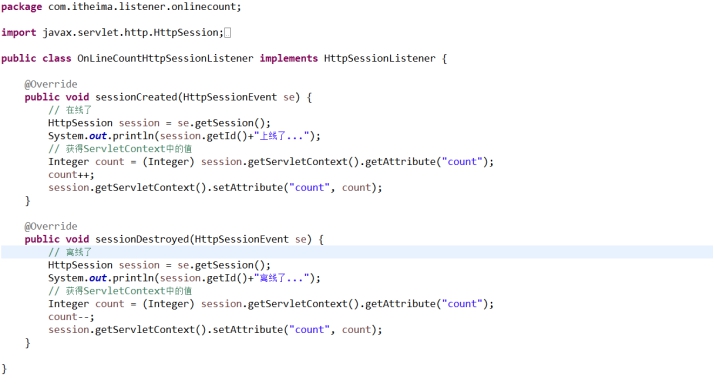 package com.itheima.listener.onlinecount;
import javax.servlet.http.HttpSession;
public class OnLineCountHttpSessionListener implements HttpSessionListener {
@Override
public void sessionCreated(HttpSessionEvent se) {
// 在线了
HttpSession session = se.getSession();
System.out.println(session.getId()+"上线了...");
// 获得ServletContext中的值
Integer count = (Integer) session.getServletContext().getAttribute("count");
count++;
session.getServletContext().setAttribute("count", count);
}
@Override
public void sessionDestroyed(HttpSessionEvent se) {
// 离线了
HttpSession session = se.getSession();
System.out.println(session.getId()+"离线了...");
// 获得ServletContext中的值
Integer count = (Integer) session.getServletContext().getAttribute("count");
count--;
session.getServletContext().setAttribute("count", count);
}
}